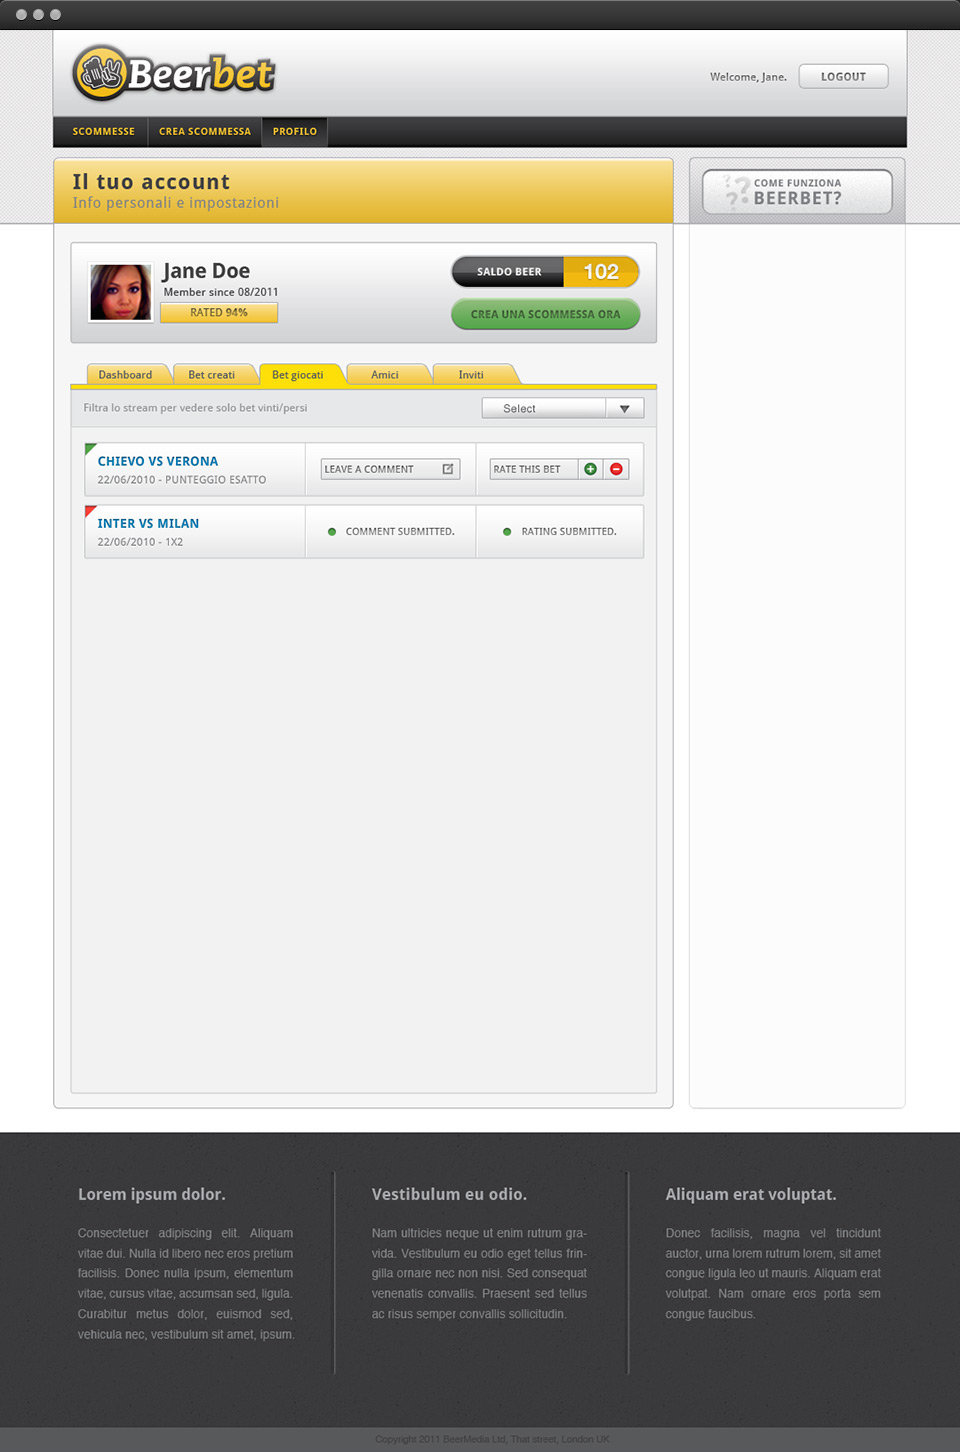 Beerbet
Welcome, Jane.
LOGOUT
SCOMMESSE
CREA SCOMMESSA
PROFILO
Il tuo account
Info personali e impostazioni
COME FUNZIONA
BEERBET?
Jane Doe
Member since 08/2011
RATED 94%
SALDO BEER
102
CREA UNA SCOMMESSA ORA
Dashboard
Bet creati
Bet giocati
Amici
Inviti
Filtra lo stream per vedere solo bet vinti/persi
Select
CHIEVO VS VERONA
22/06/2010 - PUNTEGGIO ESATTO
LEAVE A COMMENT
RATE THIS BET
INTER VS MILAN
22/06/2010 - 1X2
COMMENT SUBMITTED.
RATING SUBMITTED.
Lorem ipsum dolor.
Consectetuer adipiscing elit. Aliquam
vitae dui. Nulla id libero nec eros pretium
facilisis. Donec nulla ipsum, elementum
vitae, cursus vitae, accumsan sed, ligula.
Curabitur metus dolor, euismod sed,
vehicula nec, vestibulum sit amet, ipsum.
Vestibulum eu odio.
Nam ultricies neque ut enim rutrum gra-
vida. Vestibulum eu odio eget tellus frin-
gilla ornare nec non nisi. Sed consequat
venenatis convallis. Praesent sed tellus
ac risus semper convallis sollicitudin.
Aliquam erat voluptat.
Donec facilisis, magna vel tincidunt
auctor, urna lorem rutrum lorem, sit amet
congue ligula leo ut mauris. Aliquam erat
volutpat. Nam ornare eros porta sem
congue faucibus.
Copyright 2011 BeerMedia Ltd, That street, London UK